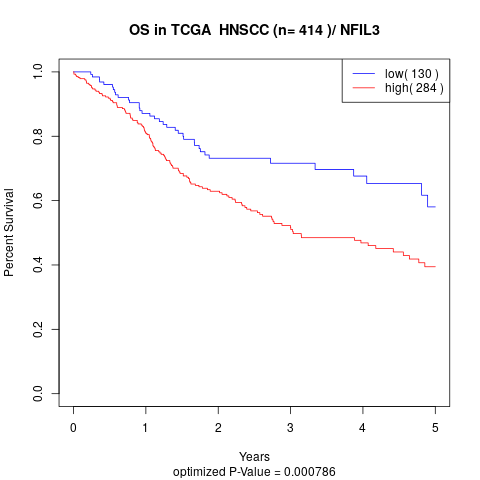 OS in TCGA HNSCC (n= 414 )/ NFIL3
low( 130 )
high( 284 )
Percent Survival
1.0
0.8
0.6
0.4
0.2
0.0
0 1 2 3 4 5
Years
optimized P-Value = 0.000786